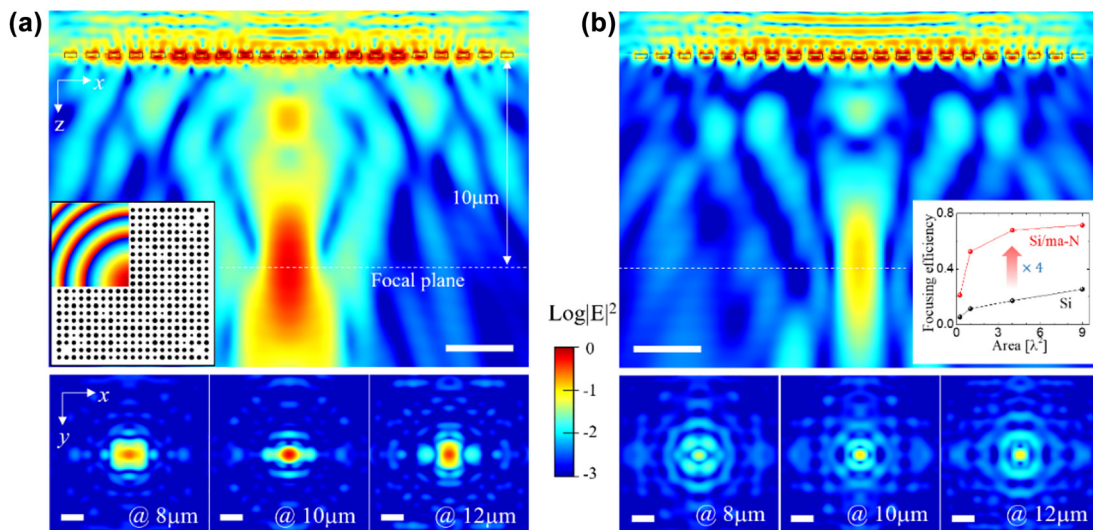 (a)
x
z
10μm
Focal plane
Log|E|²
0
-1
-2
-3
x
y
@ 8μm
@ 10μm
@ 12μm
(b)
0.8
0.4
0.0
Focusing efficiency
Si/ma-N
× 4
Si
0 3 6 9
Area [λ²]
@ 8μm
@ 10μm
@ 12μm